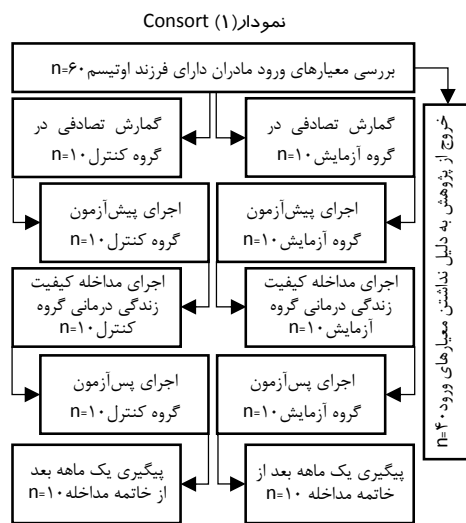 نمودار(۱) Consort
بررسی معیارهای ورود مادران دارای فرزند اوتیسم n=۶۰
گمارش تصادفی در
گروه آزمایش n=۱۰
گمارش تصادفی در
گروه کنترل n=۱۰
خروج از پژوهش به دلیل نداشتن معیارهای ورود n=۴۰
اجرای پیش‌آزمون
گروه آزمایش n=۱۰
اجرای پیش‌آزمون
گروه کنترل n=۱۰
اجرای مداخله کیفیت
زندگی درمانی گروه
آزمایش n=۱۰
اجرای مداخله کیفیت
زندگی درمانی گروه
کنترل n=۱۰
اجرای پس‌آزمون
گروه آزمایش n=۱۰
اجرای پس‌آزمون
گروه کنترل n=۱۰
پیگیری یک ماهه بعد از
خاتمه مداخله n=۱۰
پیگیری یک ماهه بعد
از خاتمه مداخله n=۱۰